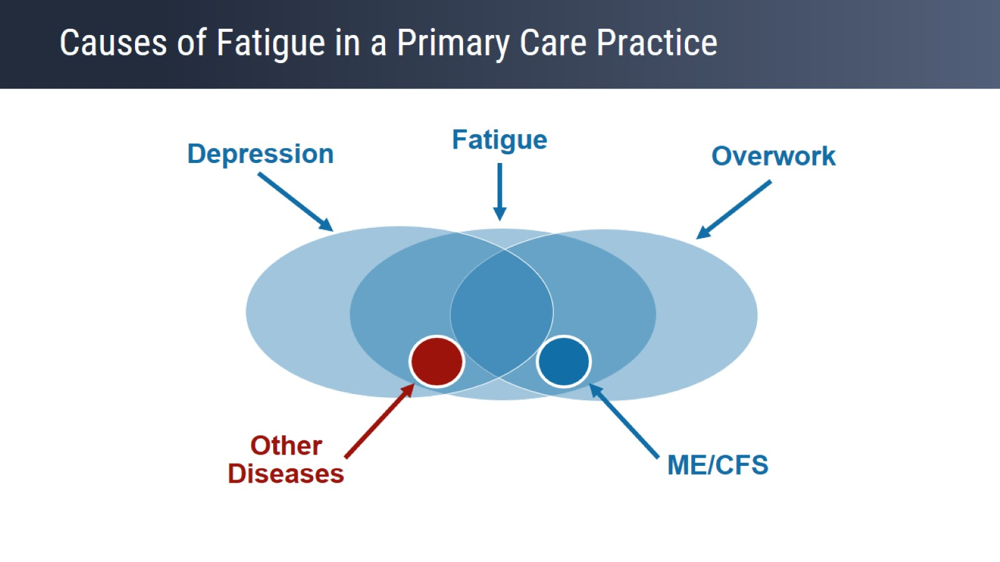 Causes of Fatigue in a Primary Care Practice
Depression
Fatigue
Overwork
Other
Diseases
ME/CFS